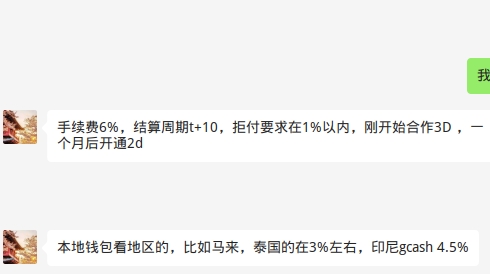 我
手续费6%，结算周期t+10，拒付要求在1%以内，刚开始合作3D ，一
个月后开通2d
本地钱包看地区的，比如马来，泰国的在3%左右，印尼gcash 4.5%